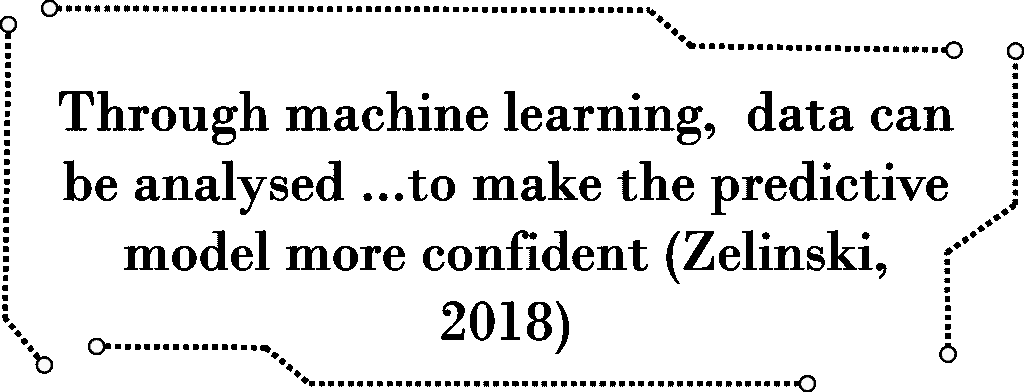 Through machine learning,  data can
be analysed ...to make the predictive
model more confident (Zelinski,
2018)